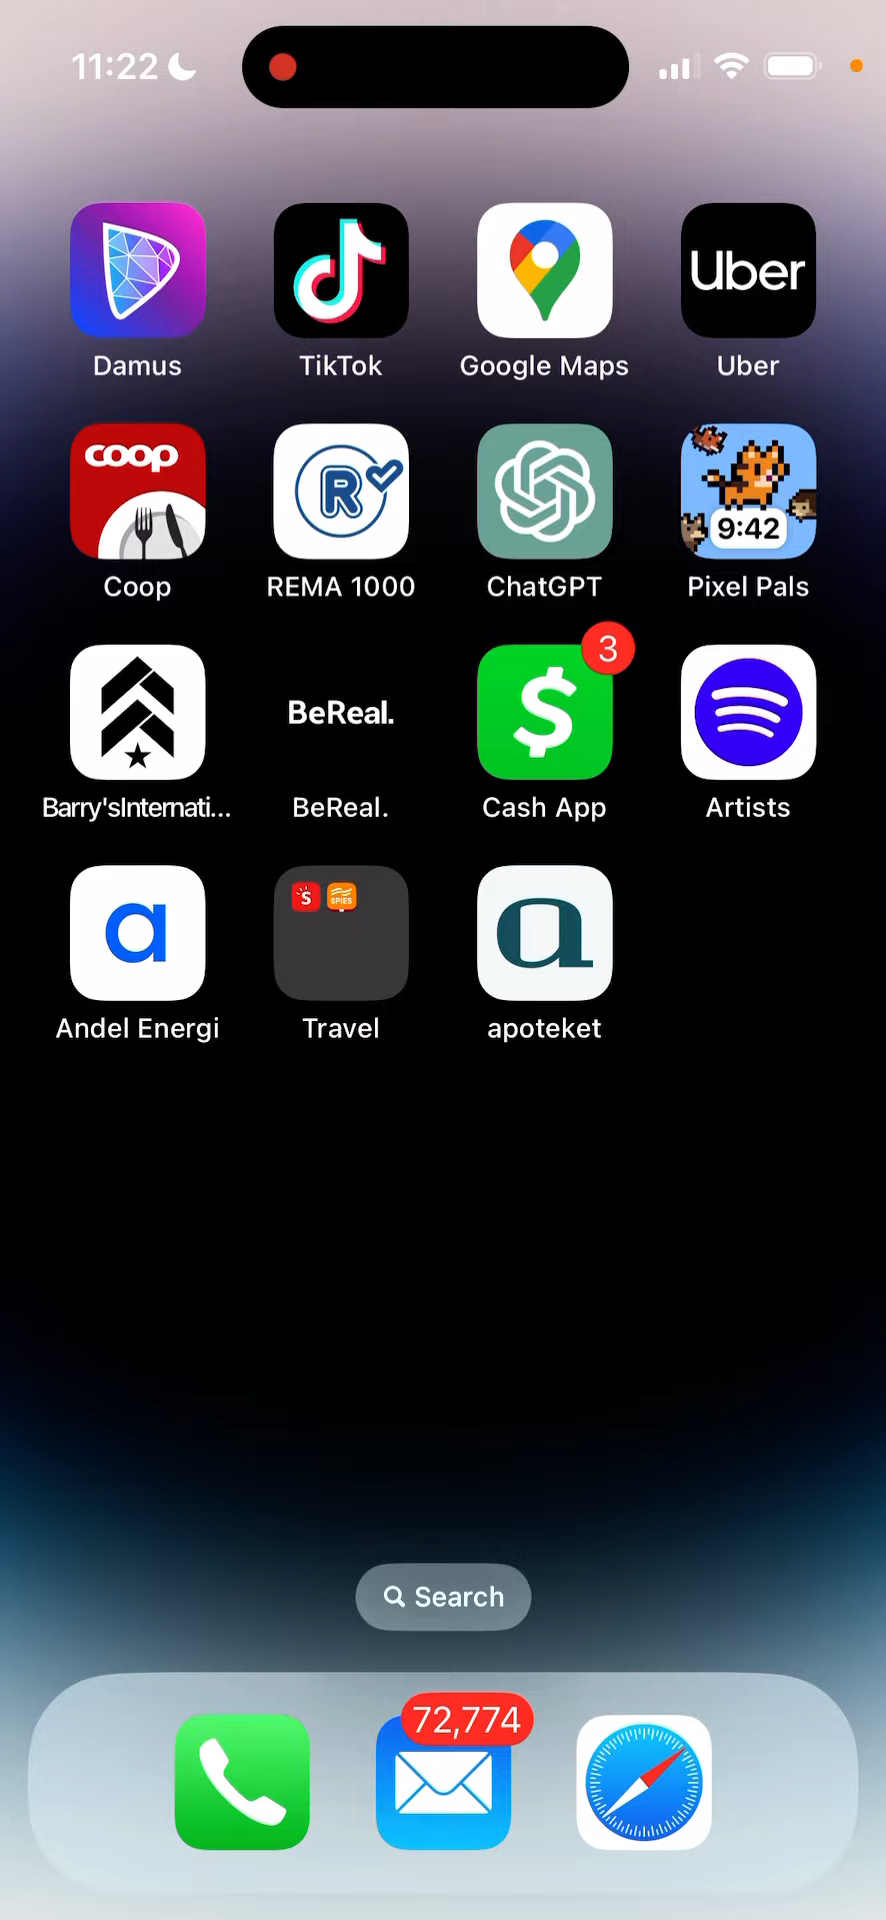 11:22
Uber
Damus TikTok Google Maps Uber
coop R 9:42
Coop REMA 1000 ChatGPT Pixel Pals
3
BeReal.
Barry'sInternati... BeReal. Cash App Artists
S SPIES
Andel Energi Travel apoteket
Search
72,774